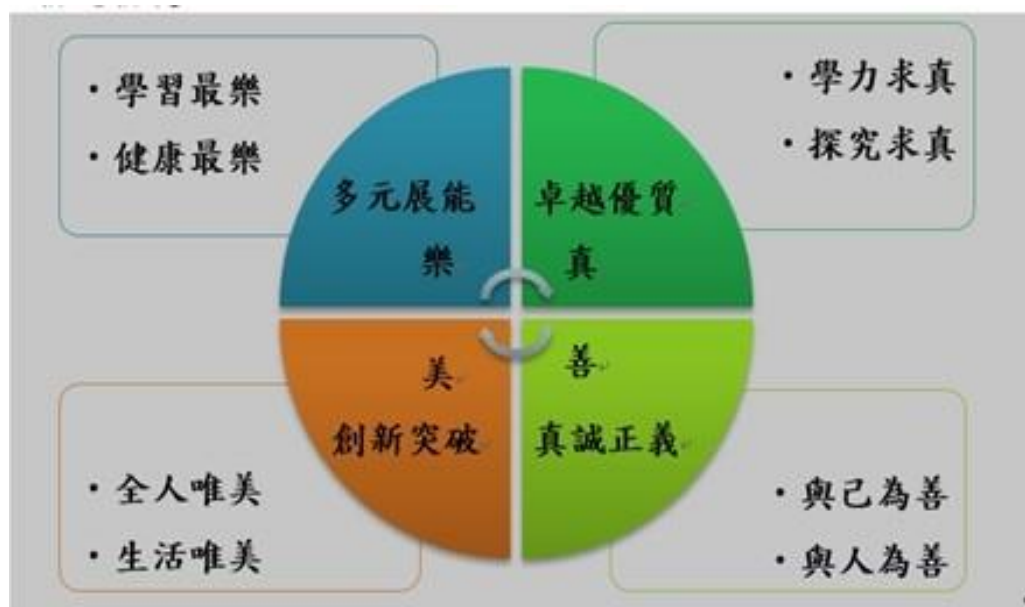 ・學習最樂
・健康最樂
・學力求真
・探究求真
多元展能
樂
卓越優質
真
美
創新突破
善
真誠正義
・全人唯美
・生活唯美
・與己為善
・與人為善